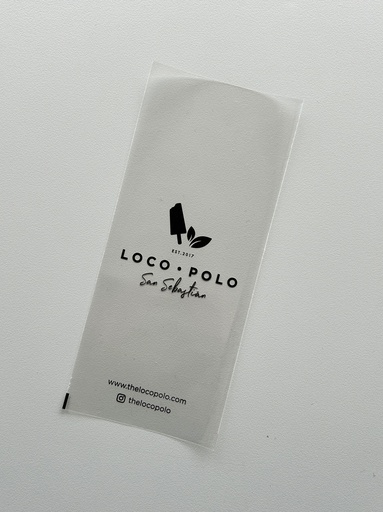 EST.2017
LOCO • POLO
San Sebastian
www.thelocopolo.com
thelocopolo